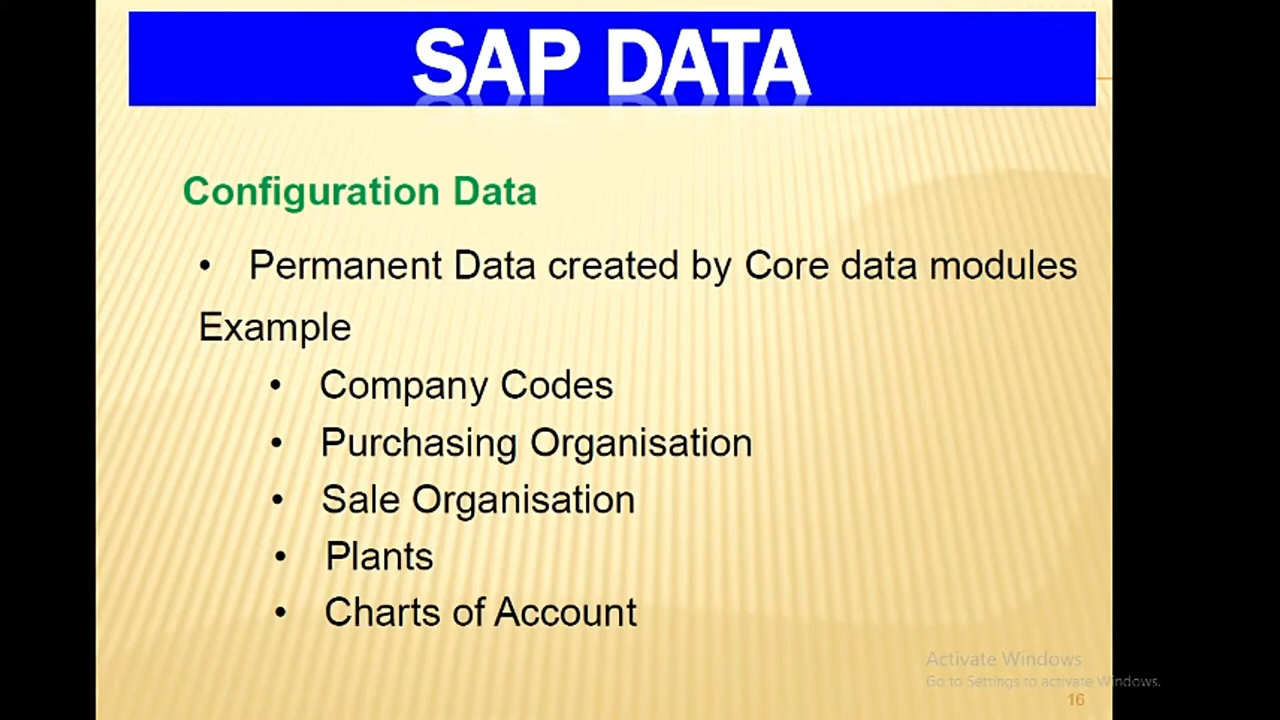 SAP DATA
Configuration Data
• Permanent Data created by Core data modules
Example
• Company Codes
• Purchasing Organisation
• Sale Organisation
• Plants
• Charts of Account
Activate Windows
Go to Settings to activate Windows.
16